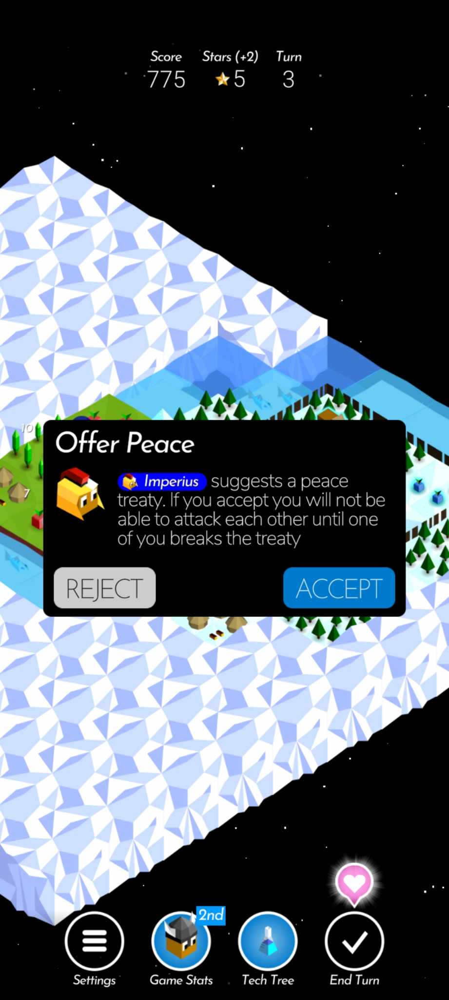 Score Stars (+2) Turn
775 5 3
10
Offer Peace
Imperius suggests a peace
treaty. If you accept you will not be
able to attack each other until one
of you breaks the treaty
7
REJECT ACCEPT
2nd
Settings Game Stats Tech Tree End Turn